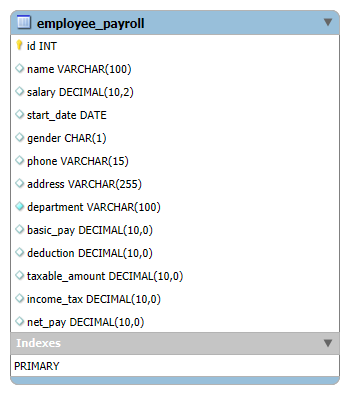 employee_payroll
id INT
name VARCHAR(100)
salary DECIMAL(10,2)
start_date DATE
gender CHAR(1)
phone VARCHAR(15)
address VARCHAR(255)
department VARCHAR(100)
basic_pay DECIMAL(10,0)
deduction DECIMAL(10,0)
taxable_amount DECIMAL(10,0)
income_tax DECIMAL(10,0)
net_pay DECIMAL(10,0)
Indexes
PRIMARY